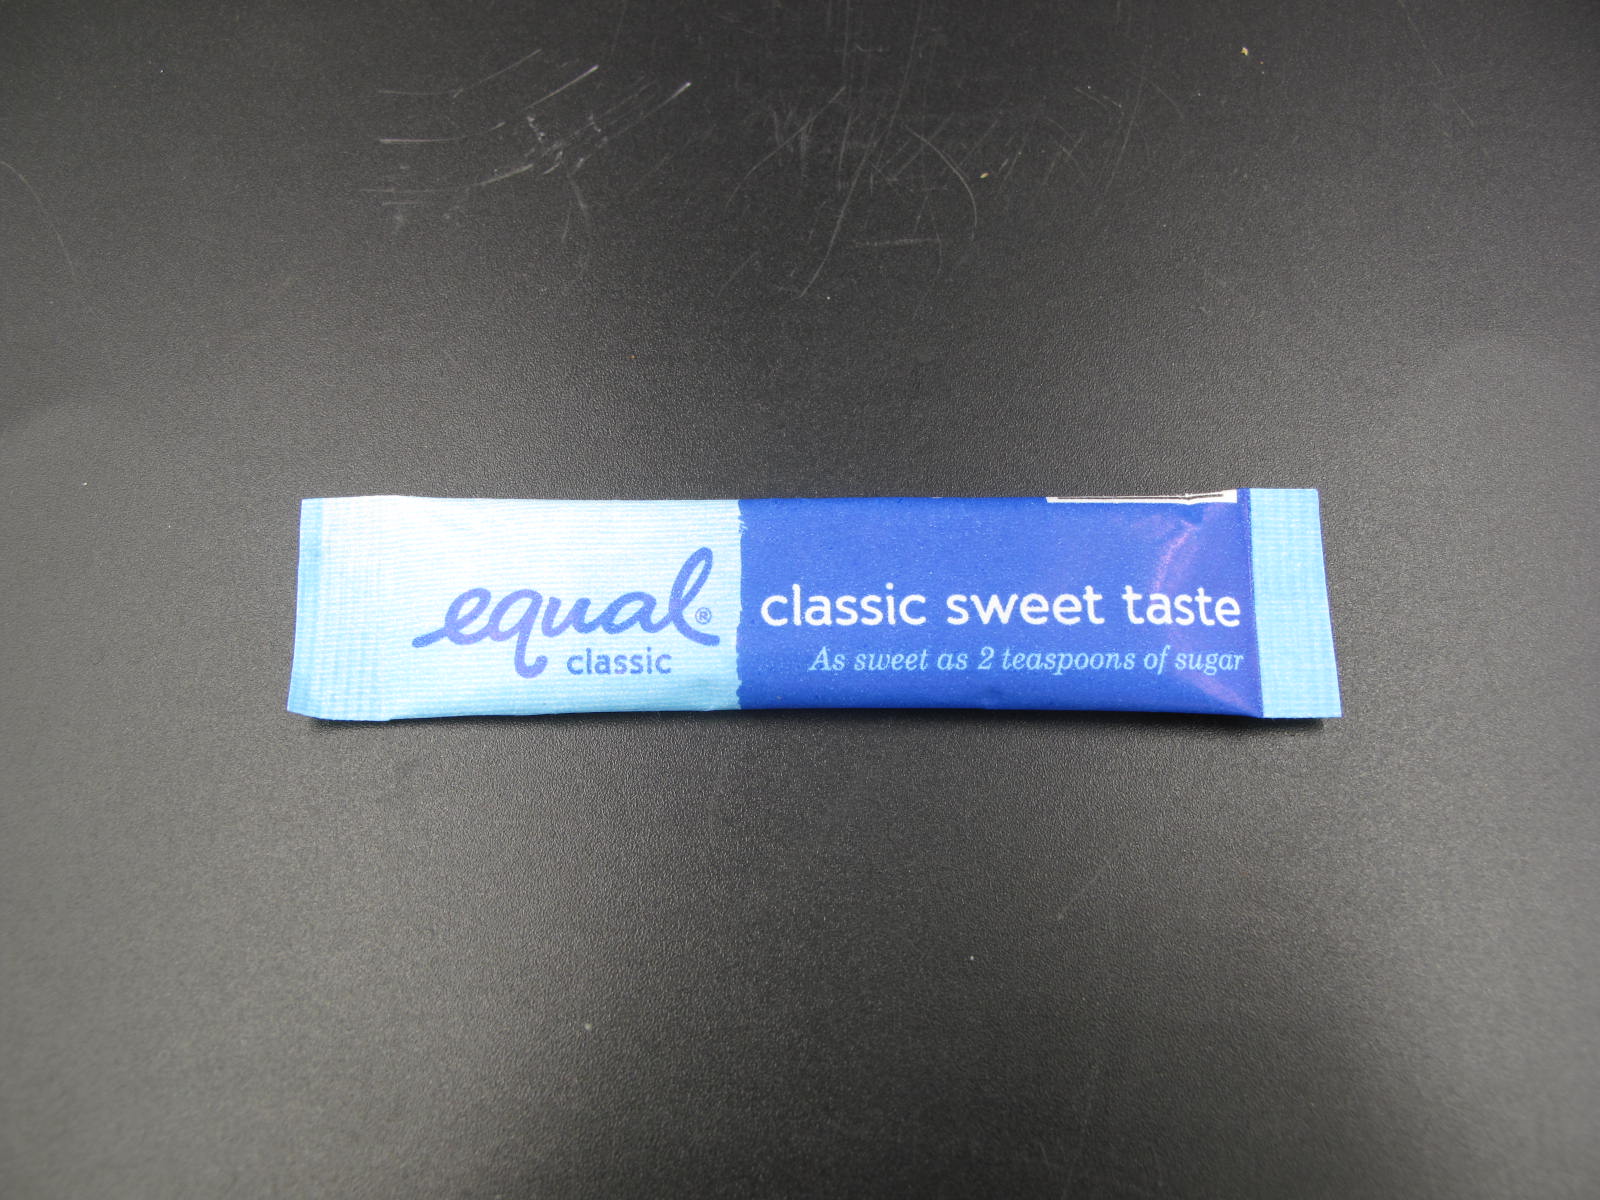 equal®
classic
classic sweet taste
As sweet as 2 teaspoons of sugar